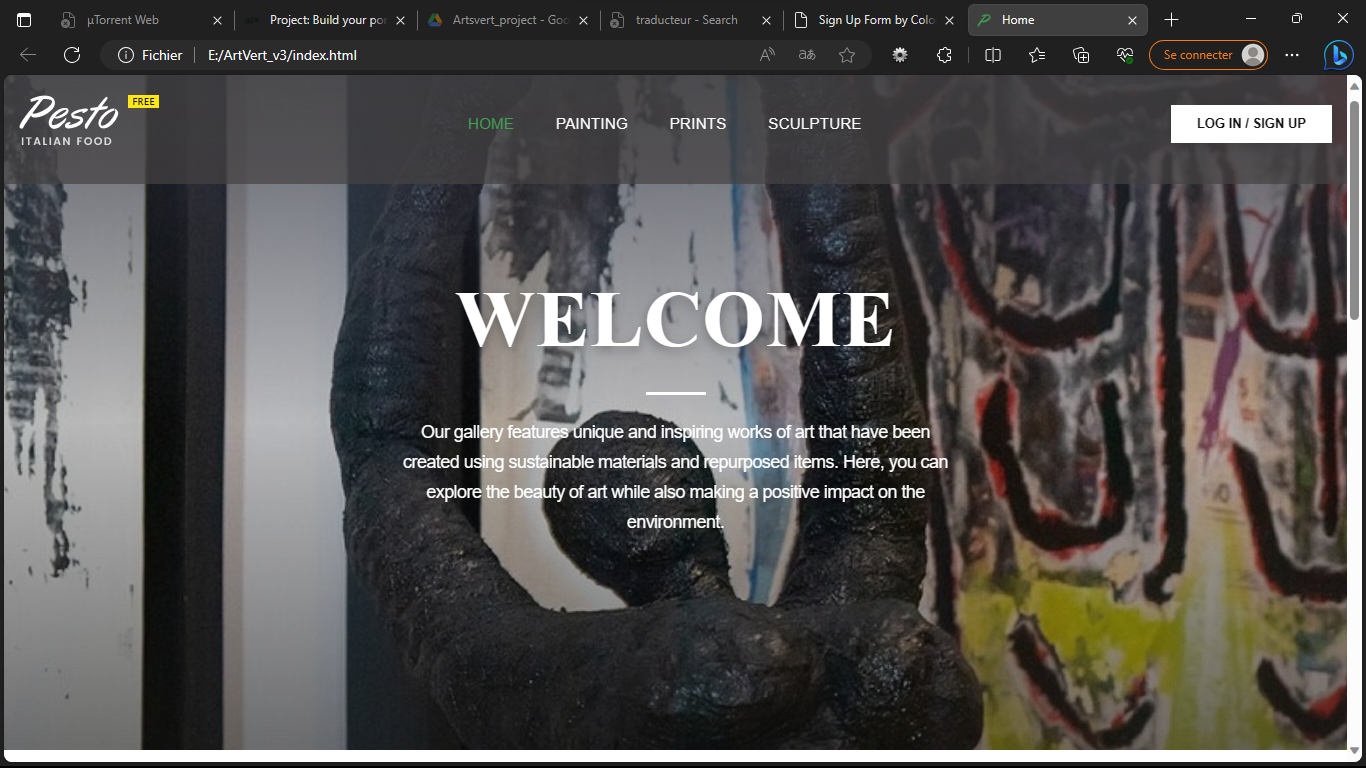 µTorrent Web
Project: Build your por
Artsvert_project - Goo
traducteur - Search
Sign Up Form by Colo
Home
Fichier
E:/ArtVert_v3/index.html
Se connecter
Pesto
FREE
ITALIAN FOOD
HOME
PAINTING
PRINTS
SCULPTURE
LOG IN / SIGN UP
WELCOME
Our gallery features unique and inspiring works of art that have been
created using sustainable materials and repurposed items. Here, you can
explore the beauty of art while also making a positive impact on the
environment.